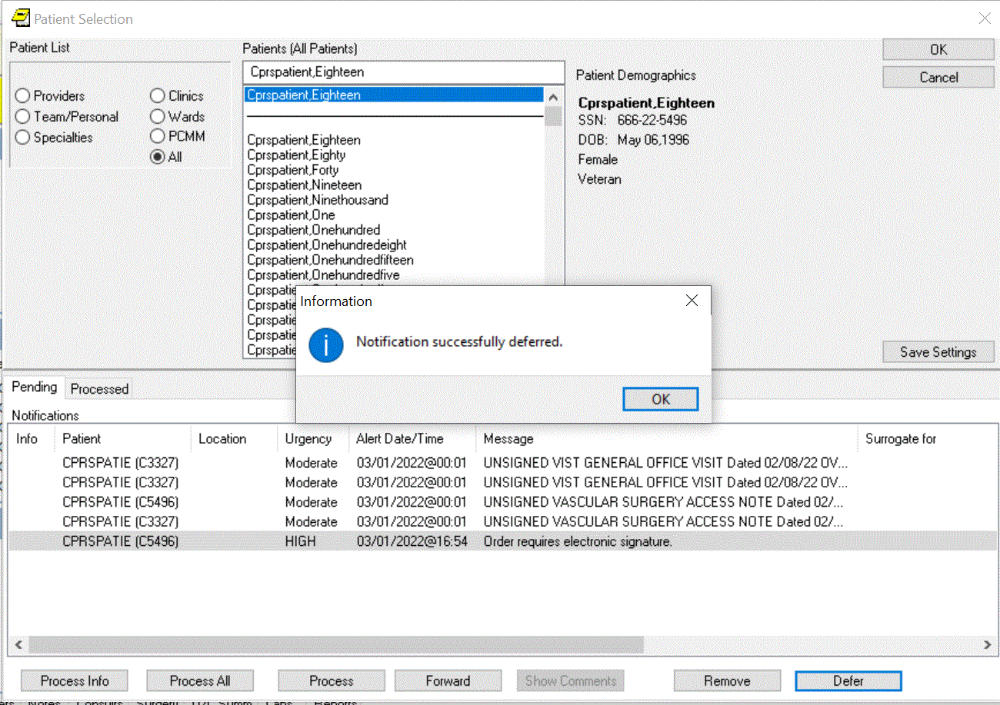 Patient Selection
Patient List
Patients (All Patients)
OK
Cprspatient,Eighteen
Patient Demographics
Cancel
Providers
Clinics
Cprspatient,Eighteen
Cprspatient,Eighteen
Team/Personal
Wards
SSN: 666-22-5496
Specialties
PCMM
Cprspatient,Eighteen
DOB: May 06,1996
All
Cprspatient,Eighty
Female
Cprspatient,Forty
Veteran
Cprspatient,Nineteen
Cprspatient,Ninethousand
Cprspatient,One
Cprspatient,Onehundred
Cprspatient,Onehundredeight
Cprspatient,Onehundredfifteen
Cprspatient,Onehundredfive
Cprspatie
Cprspatie
Cprspatie
Cprspatie
Cprspatie
Information
Notification successfully deferred.
OK
Save Settings
Pending
Processed
Notifications
Info Patient Location Urgency Alert Date/Time Message Surrogate for
CPRSPATIE (C3327) Moderate 03/01/2022@00:01 UNSIGNED VIST GENERAL OFFICE VISIT Dated 02/08/22 OV...
CPRSPATIE (C3327) Moderate 03/01/2022@00:01 UNSIGNED VIST GENERAL OFFICE VISIT Dated 02/08/22 OV...
CPRSPATIE (C5496) Moderate 03/01/2022@00:01 UNSIGNED VASCULAR SURGERY ACCESS NOTE Dated 02/...
CPRSPATIE (C3327) Moderate 03/01/2022@00:01 UNSIGNED VASCULAR SURGERY ACCESS NOTE Dated 02/...
CPRSPATIE (C5496) HIGH 03/01/2022@16:54 Order requires electronic signature.
Process Info Process All Process Forward Show Comments Remove Defer